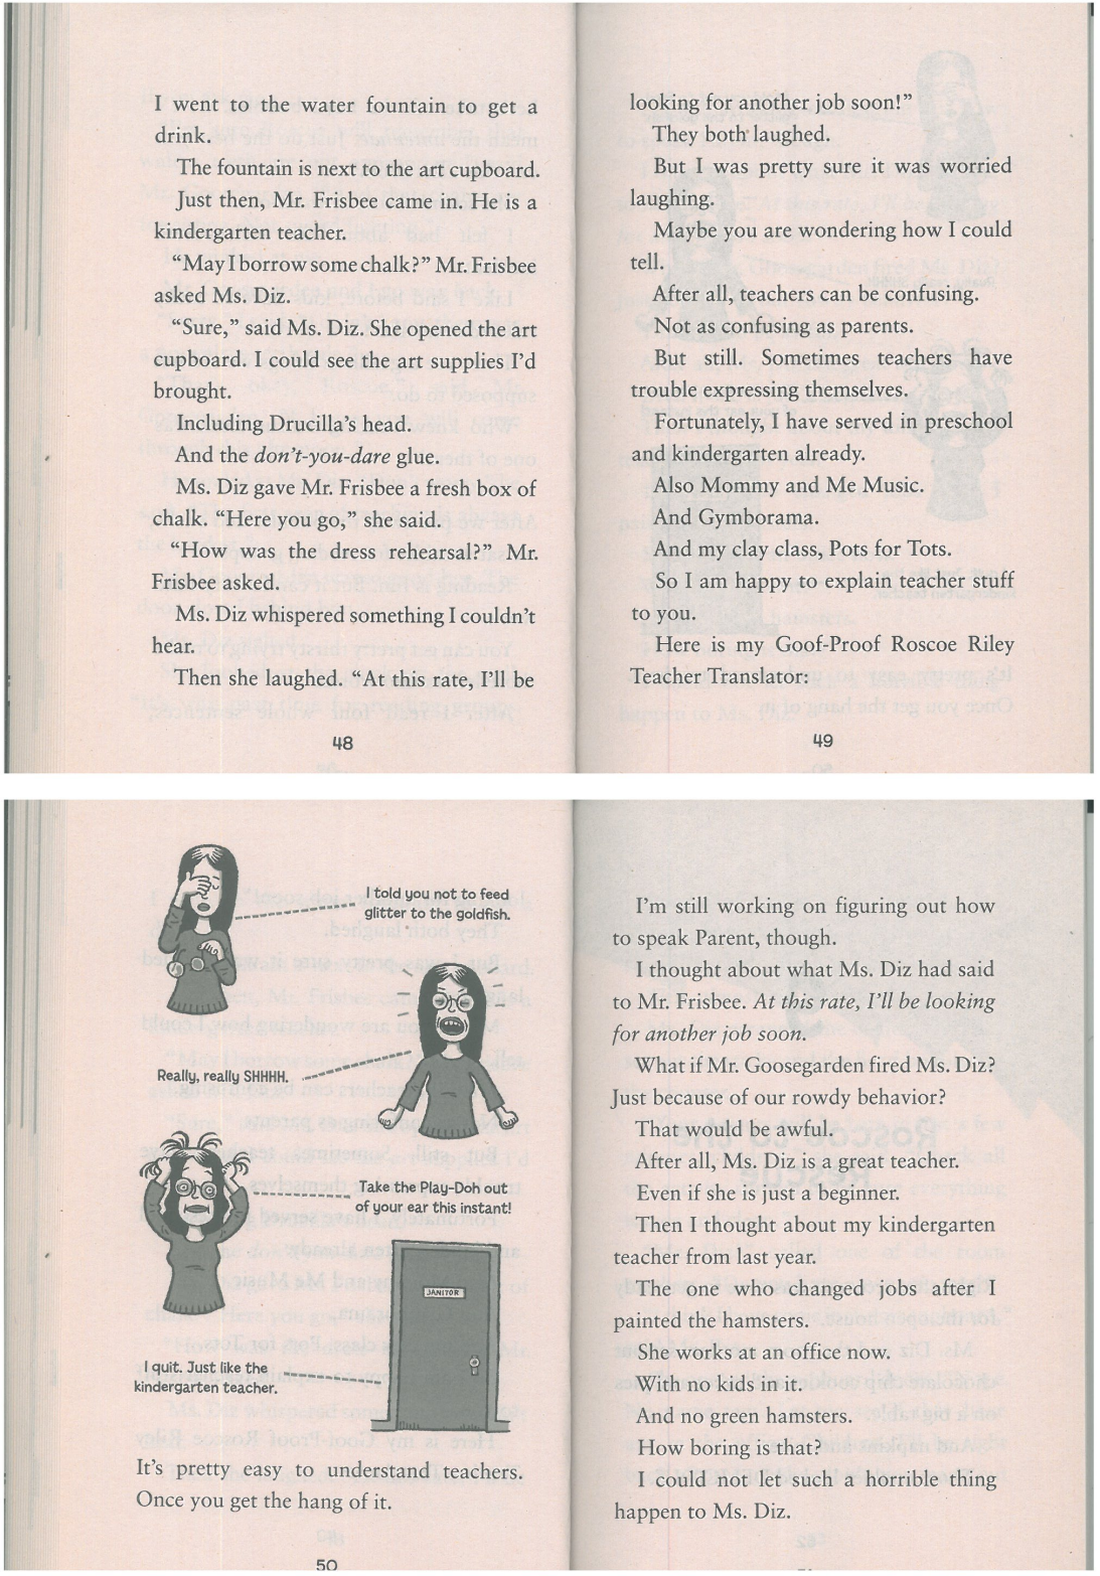 I went to the water fountain to get a
drink.
The fountain is next to the art cupboard.
Just then, Mr. Frisbee came in. He is a
kindergarten teacher.
“May I borrow some chalk?” Mr. Frisbee
asked Ms. Diz.
“Sure,” said Ms. Diz. She opened the art
cupboard. I could see the art supplies I’d
brought.
Including Drucilla’s head.
And the don’t-you-dare glue.
Ms. Diz gave Mr. Frisbee a fresh box of
chalk. “Here you go,” she said.
“How was the dress rehearsal?” Mr.
Frisbee asked.
Ms. Diz whispered something I couldn’t
hear.
Then she laughed. “At this rate, I’ll be
48
looking for another job soon!”
They both laughed.
But I was pretty sure it was worried
laughing.
Maybe you are wondering how I could
tell.
After all, teachers can be confusing.
Not as confusing as parents.
But still. Sometimes teachers have
trouble expressing themselves.
Fortunately, I have served in preschool
and kindergarten already.
Also Mommy and Me Music.
And Gymborama.
And my clay class, Pots for Tots.
So I am happy to explain teacher stuff
to you.
Here is my Goof-Proof Roscoe Riley
Teacher Translator:
49
I told you not to feed
glitter to the goldfish.
Really, really SHHHH.
Take the Play-Doh out
of your ear this instant!
JANITOR
I quit. Just like the
kindergarten teacher.
It’s pretty easy to understand teachers.
Once you get the hang of it.
50
I’m still working on figuring out how
to speak Parent, though.
I thought about what Ms. Diz had said
to Mr. Frisbee. At this rate, I’ll be looking
for another job soon.
What if Mr. Goosegarden fired Ms. Diz?
Just because of our rowdy behavior?
That would be awful.
After all, Ms. Diz is a great teacher.
Even if she is just a beginner.
Then I thought about my kindergarten
teacher from last year.
The one who changed jobs after I
painted the hamsters.
She works at an office now.
With no kids in it.
And no green hamsters.
How boring is that?
I could not let such a horrible thing
happen to Ms. Diz.